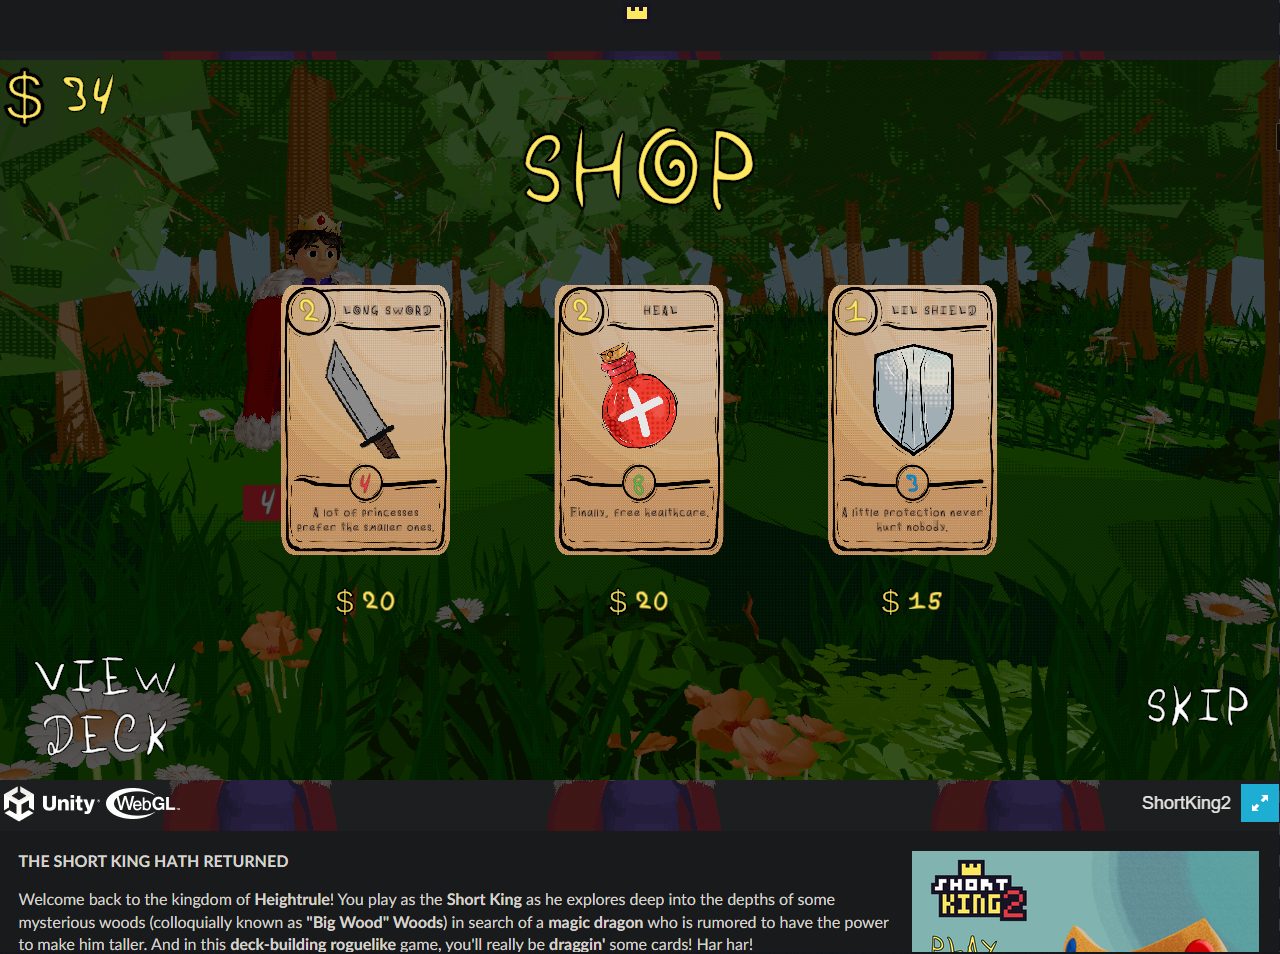 $ 34
SHOP
2 LONG SWORD
4
A lot of princesses
prefer the smaller ones.
2 HEAL
8
Finally, free healthcare.
1 LIL SHIELD
3
A little protection never
hurt nobody.
4
$ 20
$ 20
$ 15
VIEW
DECK
SKIP
Unity WebGL
ShortKing2
THE SHORT KING HATH RETURNED
Welcome back to the kingdom of Heightrule! You play as the Short King as he explores deep into the depths of some
mysterious woods (colloquially known as "Big Wood" Woods) in search of a magic dragon who is rumored to have the power
to make him taller. And in this deck-building roguelike game, you'll really be draggin' some cards! Har har!
SHORT
KING2
PLAY